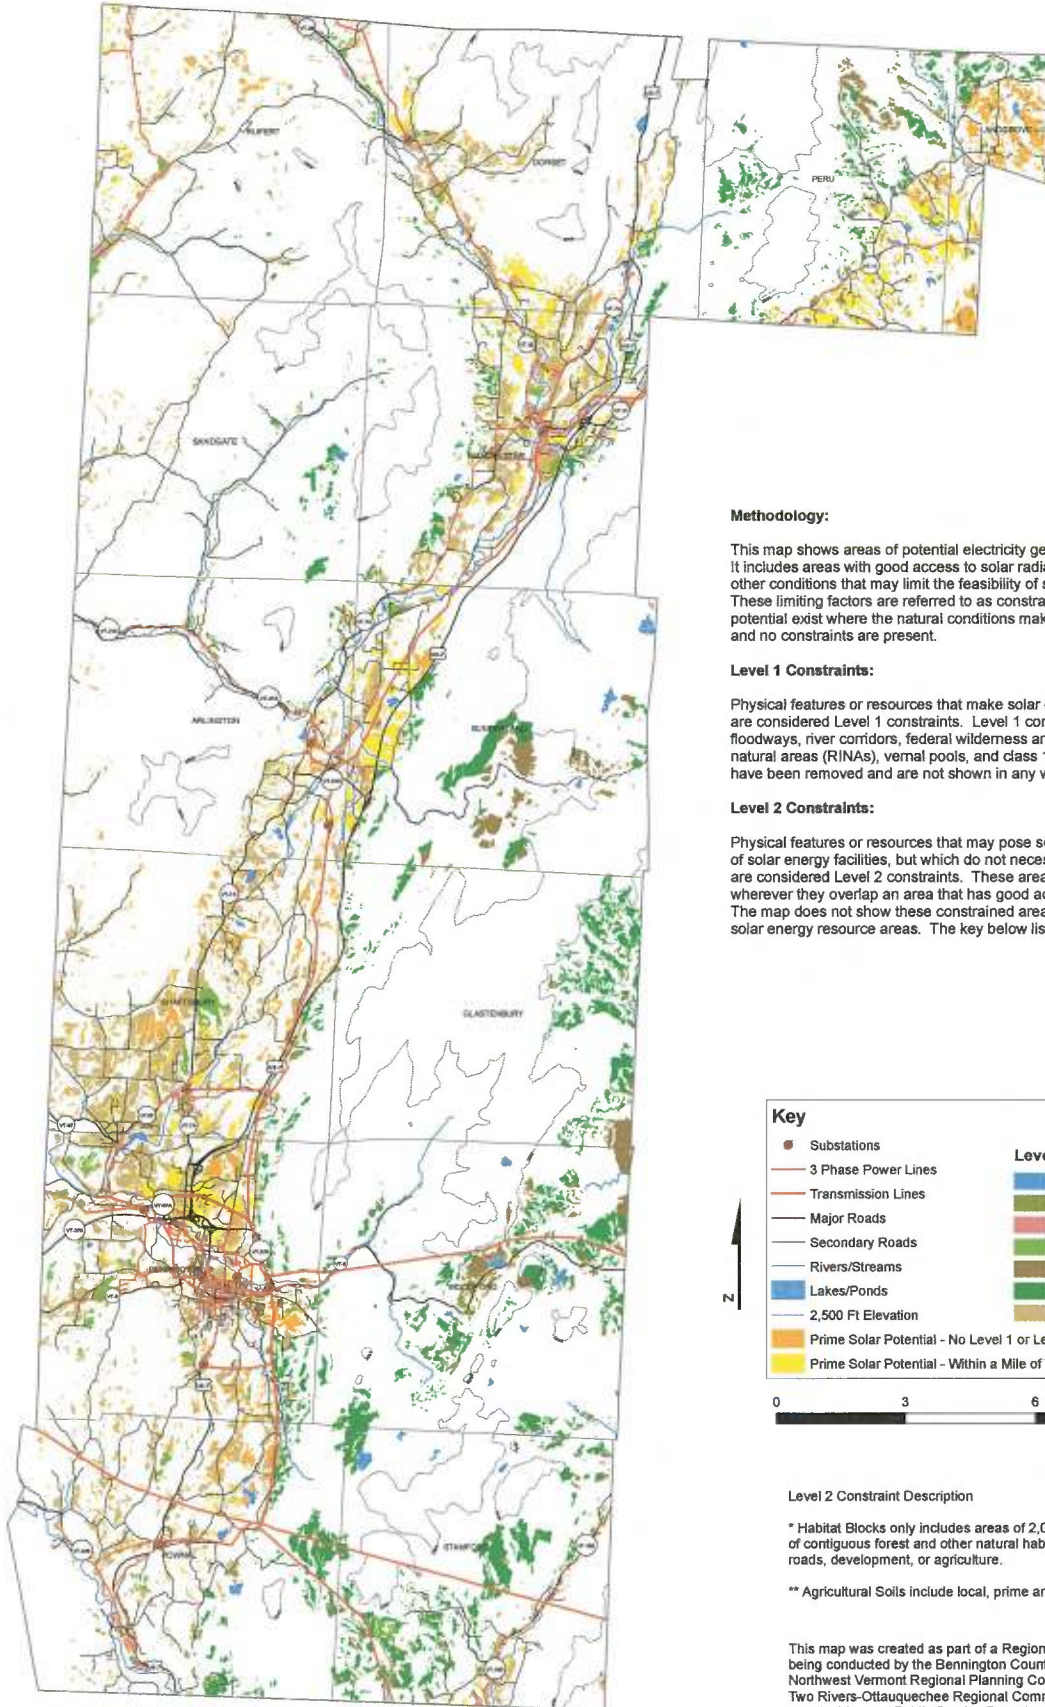 RUPERT
DORSET
PERU
LANDGROVE
SANDGATE
MANCHESTER
ARLINGTON
SUNDERLAND
SHAFTSBURY
GLASTENBURY
BENNINGTON
WOODFORD
POWNAL
STAMFORD
Methodology:
This map shows areas of potential electricity ge
It includes areas with good access to solar radia
other conditions that may limit the feasibility of s
These limiting factors are referred to as constra
potential exist where the natural conditions mak
and no constraints are present.
Level 1 Constraints:
Physical features or resources that make solar
are considered Level 1 constraints. Level 1 con
floodways, river corridors, federal wilderness ar
natural areas (RINAs), vernal pools, and class 1
have been removed and are not shown in any w
Level 2 Constraints:
Physical features or resources that may pose so
of solar energy facilities, but which do not neces
are considered Level 2 constraints. These area
wherever they overlap an area that has good ac
The map does not show these constrained area
solar energy resource areas. The key below lis
Key
Substations
3 Phase Power Lines
Transmission Lines
Major Roads
Secondary Roads
Rivers/Streams
Lakes/Ponds
2,500 Ft Elevation
Prime Solar Potential - No Level 1 or Le
Prime Solar Potential - Within a Mile of
Leve
N
0 3 6
Level 2 Constraint Description
* Habitat Blocks only includes areas of 2,0
of contiguous forest and other natural hab
roads, development, or agriculture.
** Agricultural Soils include local, prime an
This map was created as part of a Region
being conducted by the Bennington Count
Northwest Vermont Regional Planning Co
Two Rivers-Ottauquechee Regional Comm